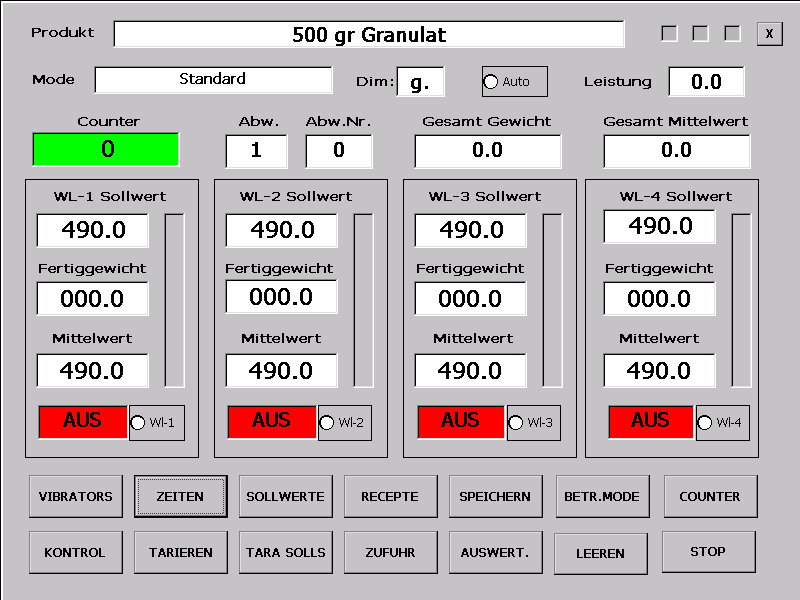 Produkt 500 gr Granulat X
Mode Standard Dim: g. Auto Leistung 0.0
Counter Abw. Abw.Nr. Gesamt Gewicht Gesamt Mittelwert
0 1 0 0.0 0.0
WL-1 Sollwert WL-2 Sollwert WL-3 Sollwert WL-4 Sollwert
490.0 490.0 490.0 490.0
Fertiggewicht Fertiggewicht Fertiggewicht Fertiggewicht
000.0 000.0 000.0 000.0
Mittelwert Mittelwert Mittelwert Mittelwert
490.0 490.0 490.0 490.0
AUS Wl-1 AUS Wl-2 AUS Wl-3 AUS Wl-4
VIBRATORS ZEITEN SOLLWERTE RECEPTE SPEICHERN BETR.MODE COUNTER
KONTROL TARIEREN TARA SOLLS ZUFUHR AUSWERT. LEEREN STOP